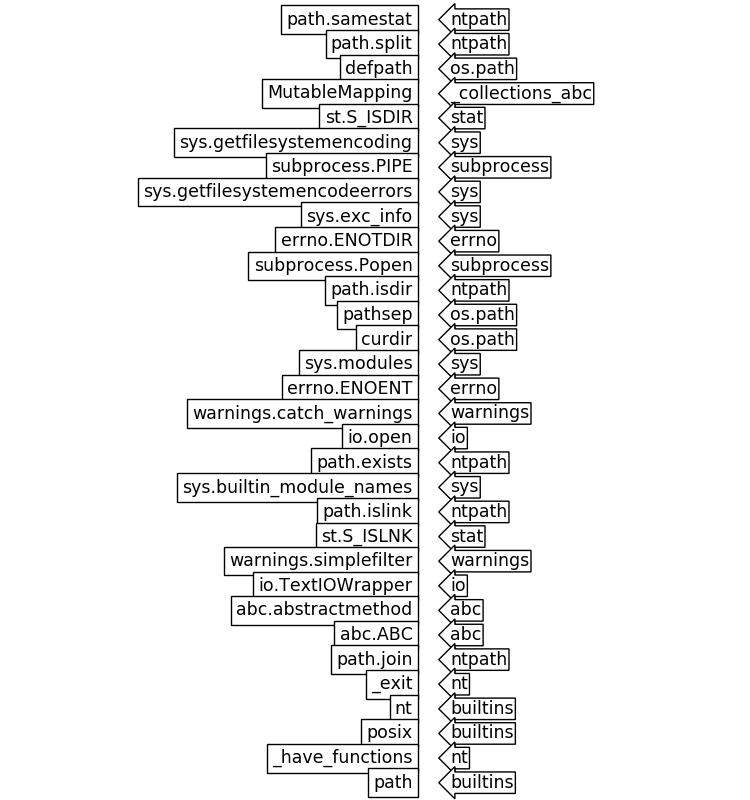 path.samestat ntpath
path.split ntpath
defpath os.path
MutableMapping _collections_abc
st.S_ISDIR stat
sys.getfilesystemencoding sys
subprocess.PIPE subprocess
sys.getfilesystemencodeerrors sys
sys.exc_info sys
errno.ENOTDIR errno
subprocess.Popen subprocess
path.isdir ntpath
pathsep os.path
curdir os.path
sys.modules sys
errno.ENOENT errno
warnings.catch_warnings warnings
io.open io
path.exists ntpath
sys.builtin_module_names sys
path.islink ntpath
st.S_ISLNK stat
warnings.simplefilter warnings
io.TextIOWrapper io
abc.abstractmethod abc
abc.ABC abc
path.join ntpath
_exit nt
nt builtins
posix builtins
_have_functions nt
path builtins